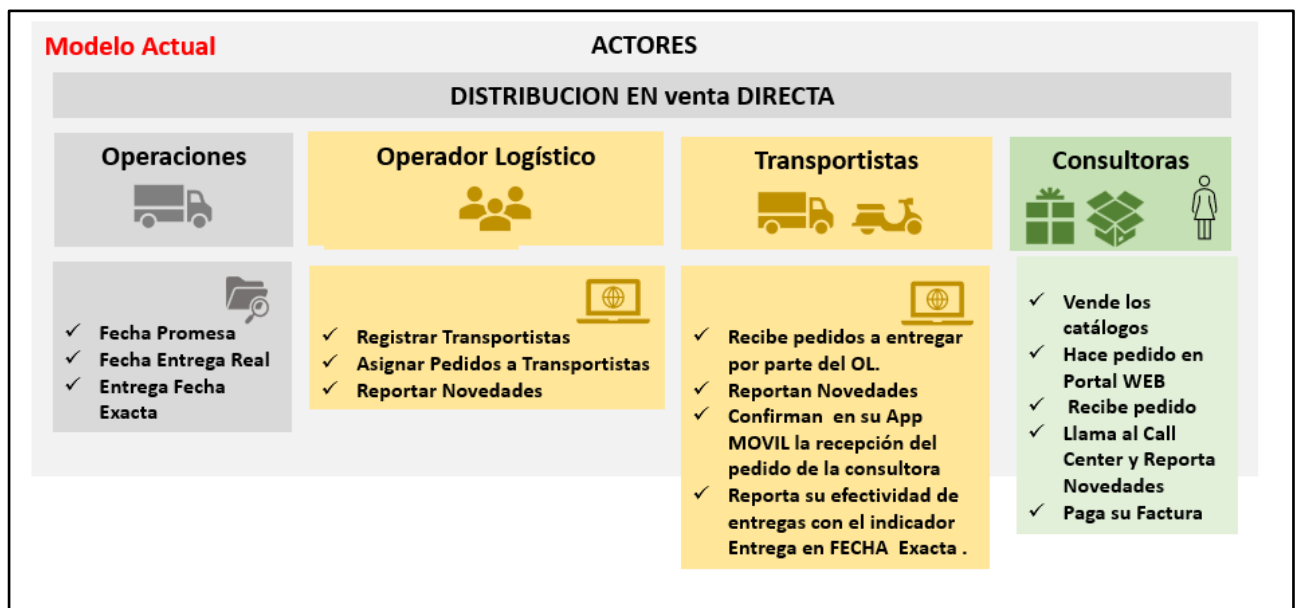 Modelo Actual
ACTORES
DISTRIBUCION EN venta DIRECTA
Operaciones
✓ Fecha Promesa
✓ Fecha Entrega Real
✓ Entrega Fecha
Exacta
Operador Logístico
✓ Registrar Transportistas
✓ Asignar Pedidos a Transportistas
✓ Reportar Novedades
Transportistas
✓ Recibe pedidos a entregar
por parte del OL.
✓ Reportan Novedades
✓ Confirman en su App
MOVIL la recepción del
pedido de la consultora
✓ Reporta su efectividad de
entregas con el indicador
Entrega en FECHA Exacta .
Consultoras
✓ Vende los
catálogos
✓ Hace pedido en
Portal WEB
✓ Recibe pedido
✓ Llama al Call
Center y Reporta
Novedades
✓ Paga su Factura